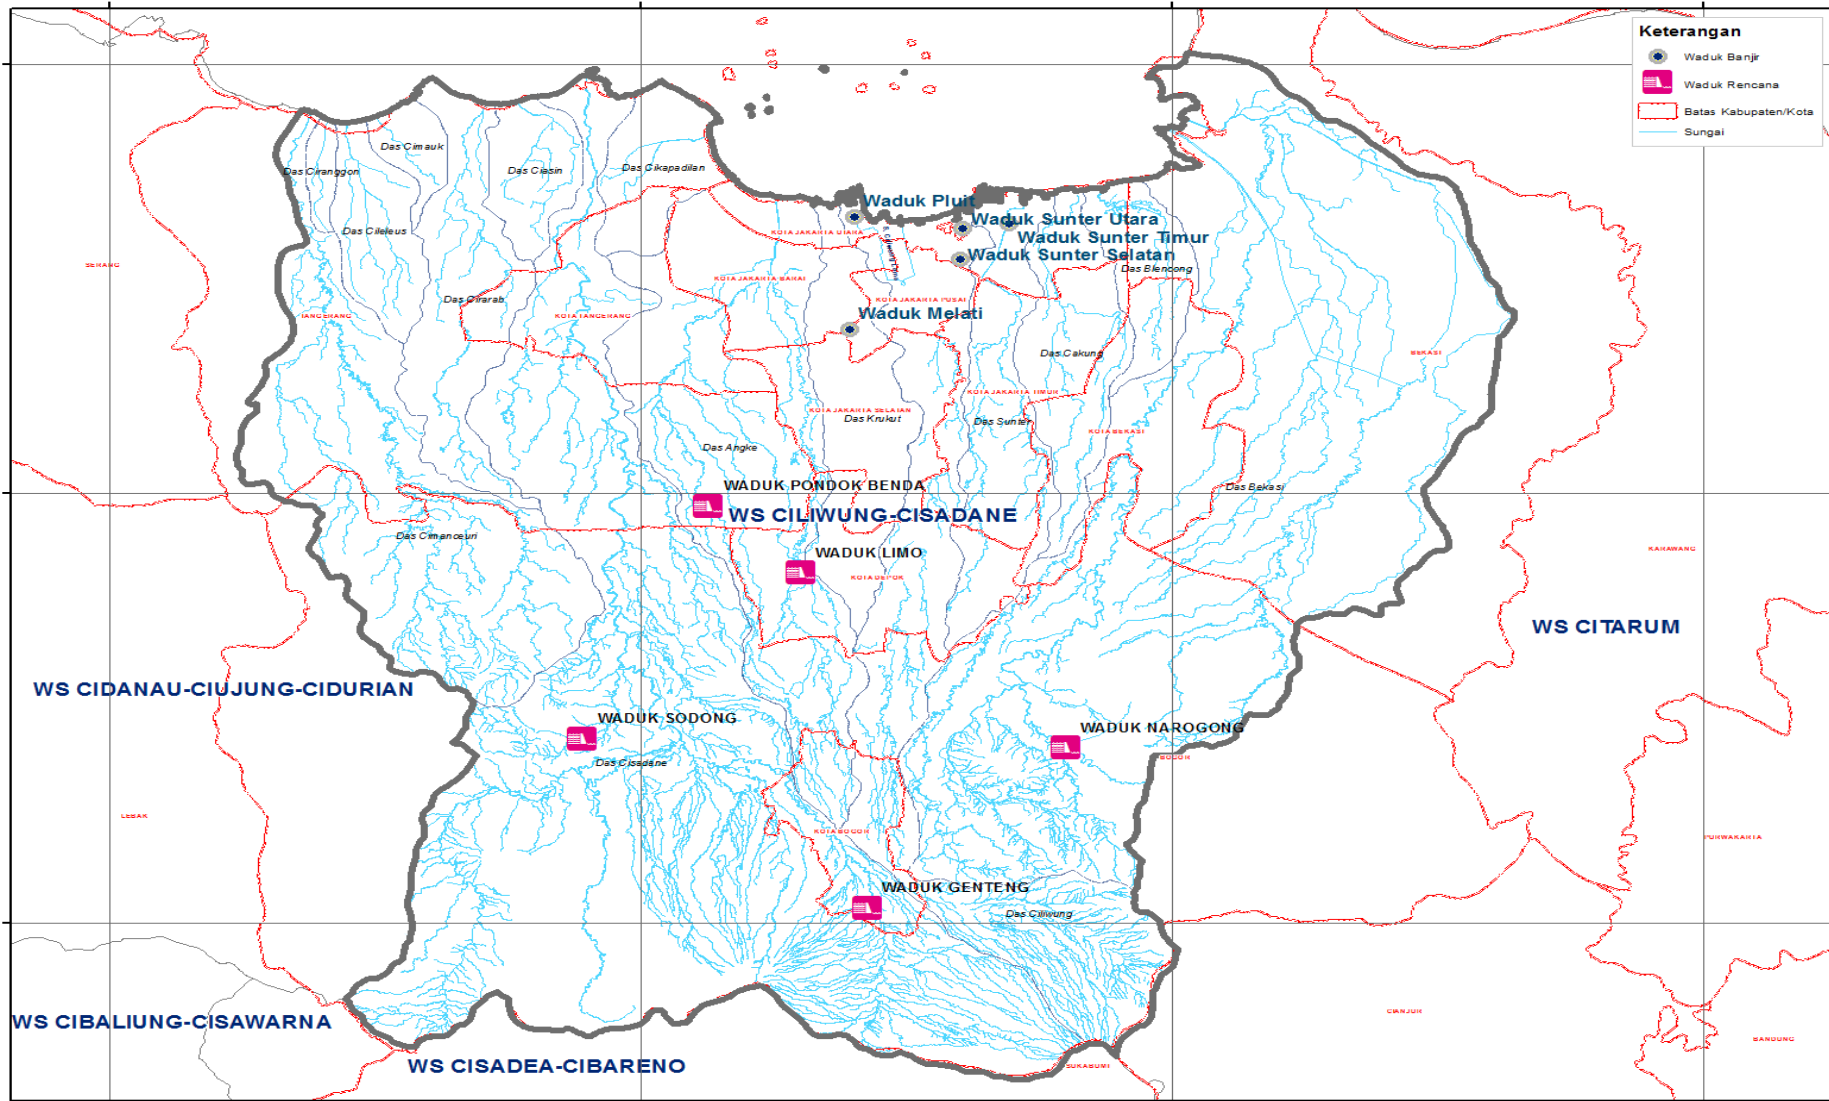 Keterangan
Waduk Banjir
Waduk Rencana
Batas Kabupaten/Kota
Sungai
Das Cimauk
Das Ciranggon
Das Ciasin
Das Cikapadilan
Waduk Pluit
Waduk Sunter Utara
Das Cileleus
KOTA JAKARTA UTARA
Waduk Sunter Timur
Waduk Sunter Selatan
SERANG
Das Blencong
KOTA JAKARTA BARAT
Das Cirarab
KOTA JAKARTA PUSAT
TANGERANG
KOTA TANGERANG
Waduk Melati
Das Cakung
BEKASI
KOTA JAKARTA TIMUR
KOTA JAKARTA SELATAN
Das Krukut
Das Sunter
KOTA BEKASI
Das Angke
WADUK PONDOK BENDA
Das Bekasi
WS CILIWUNG-CISADANE
Das Cimanceuri
WADUK LIMO
KARAWANG
KOTA DEPOK
WS CITARUM
WS CIDANAU-CIUJUNG-CIDURIAN
WADUK SODONG
WADUK NAROGONG
Das Cisadane
BOGOR
LEBAK
KOTA BOGOR
PURWAKARTA
WADUK GENTENG
Das Ciliwung
CIANJUR
WS CIBALIUNG-CISAWARNA
BANDUNG
WS CISADEA-CIBARENO
SUKABUMI